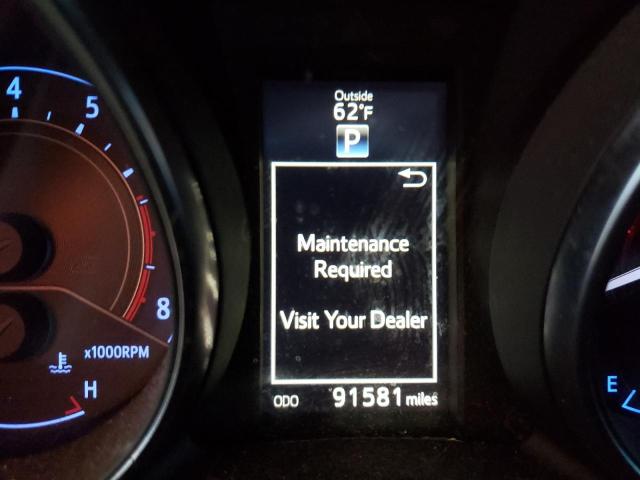 4
5
8
x1000RPM
H
Outside
62°F
P
Maintenance
Required
Visit Your Dealer
ODO 91581 miles
E